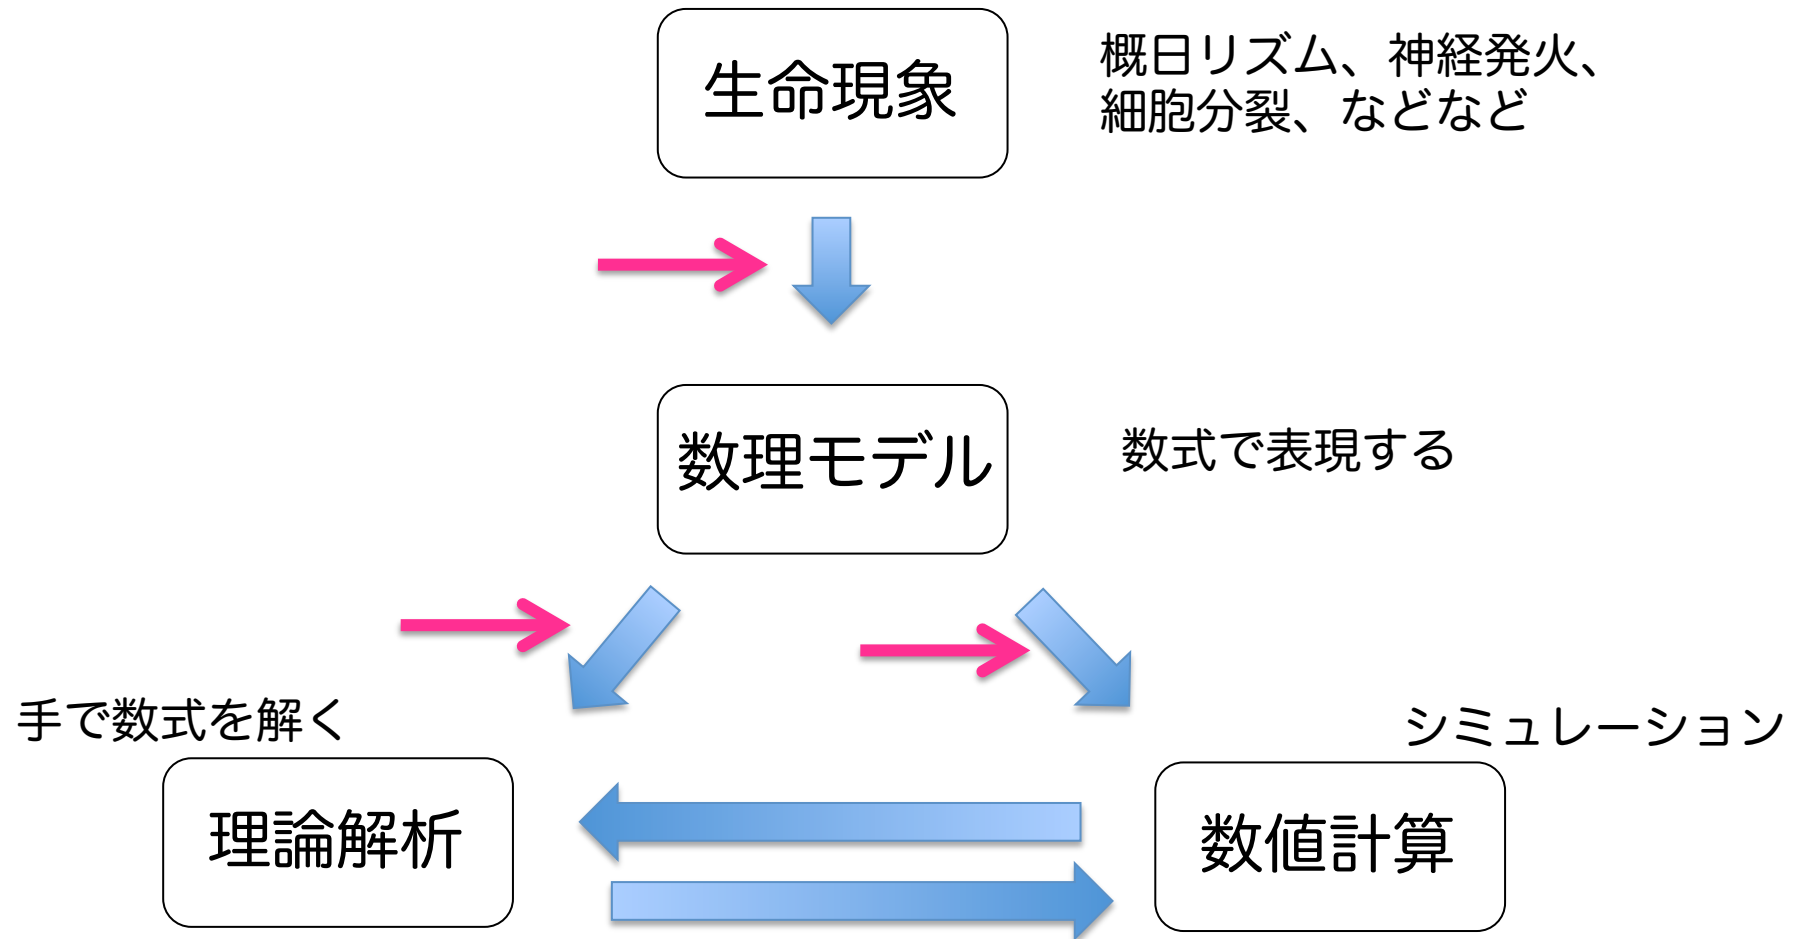 生命現象
概日リズム、神経発火、
細胞分裂、などなど
数理モデル
数式で表現する
手で数式を解く
シミュレーション
理論解析
数値計算